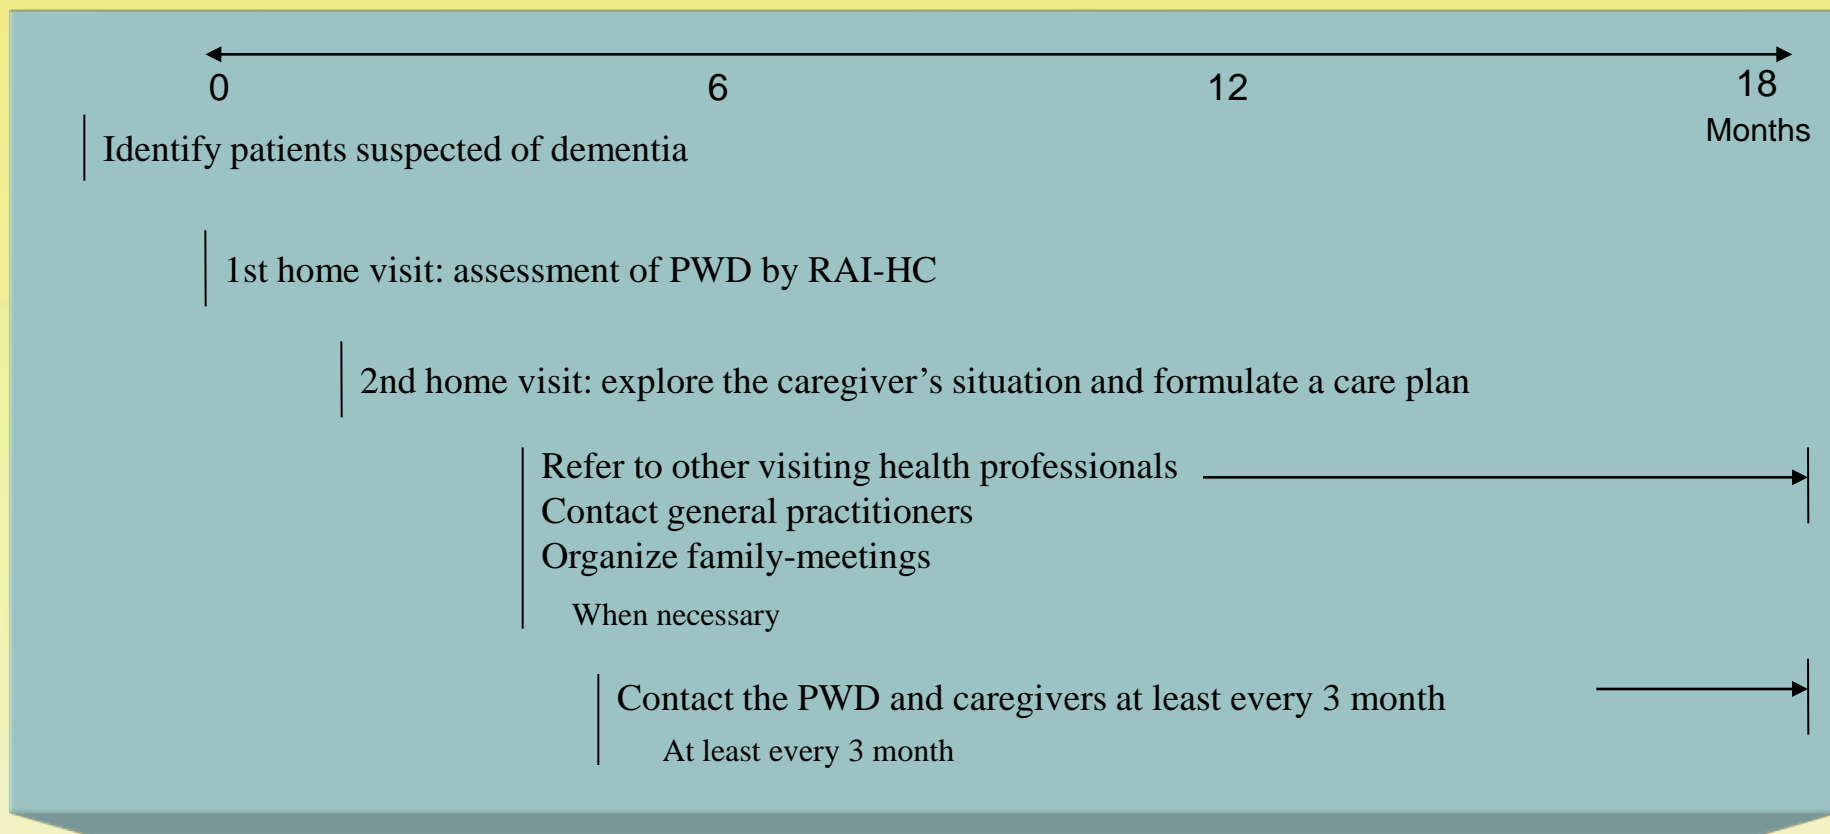 0 6 12 18
Months
Identify patients suspected of dementia
1st home visit: assessment of PWD by RAI-HC
2nd home visit: explore the caregiver’s situation and formulate a care plan
Refer to other visiting health professionals
Contact general practitioners
Organize family-meetings
When necessary
Contact the PWD and caregivers at least every 3 month
At least every 3 month